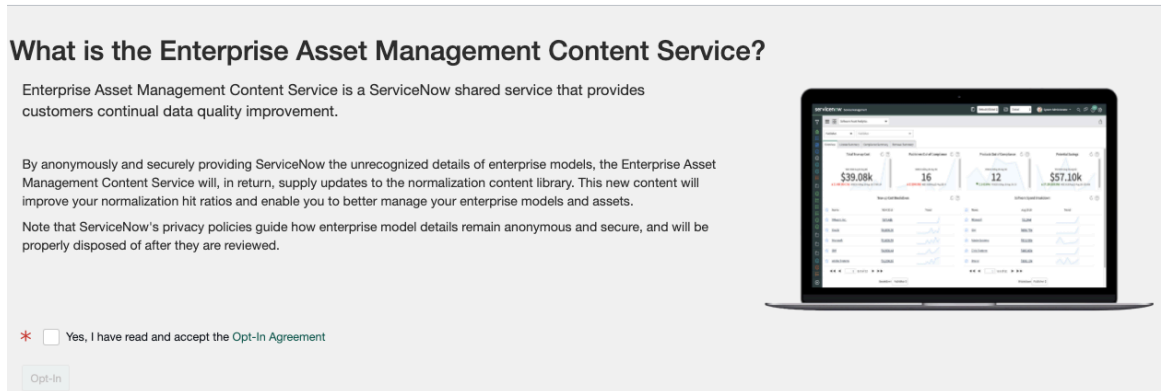 What is the Enterprise Asset Management Content Service?
Enterprise Asset Management Content Service is a ServiceNow shared service that provides
customers continual data quality improvement.
By anonymously and securely providing ServiceNow the unrecognized details of enterprise models, the Enterprise Asset
Management Content Service will, in return, supply updates to the normalization content library. This new content will
improve your normalization hit ratios and enable you to better manage your enterprise models and assets.
Note that ServiceNow's privacy policies guide how enterprise model details remain anonymous and secure, and will be
properly disposed of after they are reviewed.
servicenow
$39.08k
16
12
$57.10k
* Yes, I have read and accept the Opt-In Agreement
Opt-In